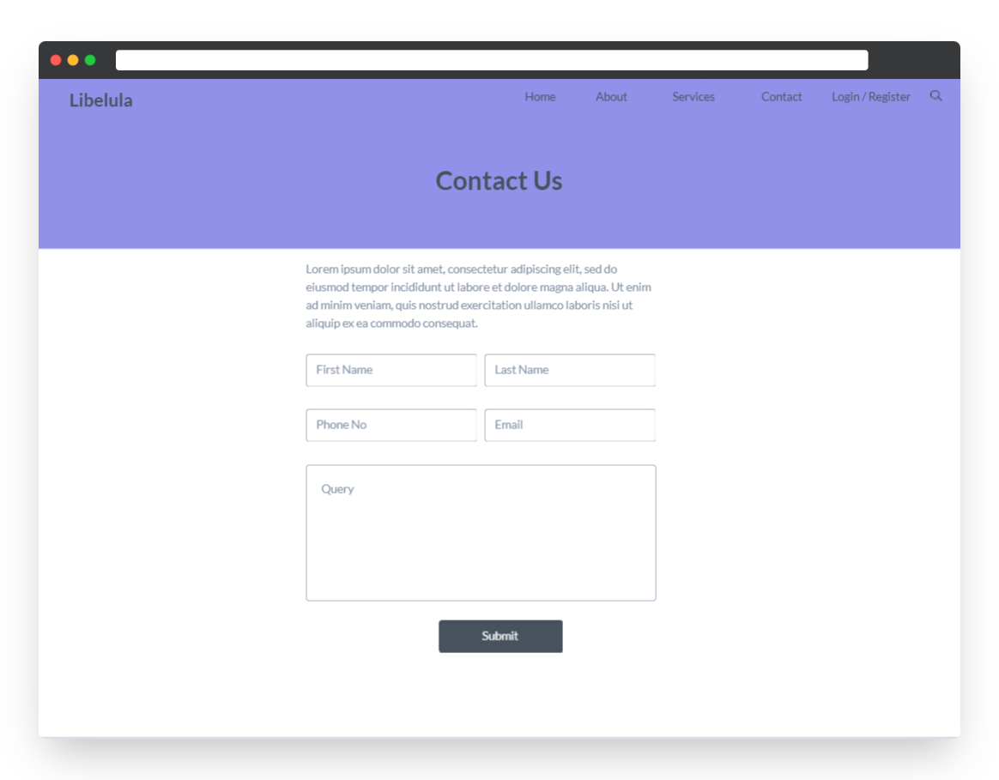 Libelula
Home About Services Contact Login / Register
Contact Us
Lorem ipsum dolor sit amet, consectetur adipiscing elit, sed do
eiusmod tempor incididunt ut labore et dolore magna aliqua. Ut enim
ad minim veniam, quis nostrud exercitation ullamco laboris nisi ut
aliquip ex ea commodo consequat.
First Name Last Name
Phone No Email
Query
Submit